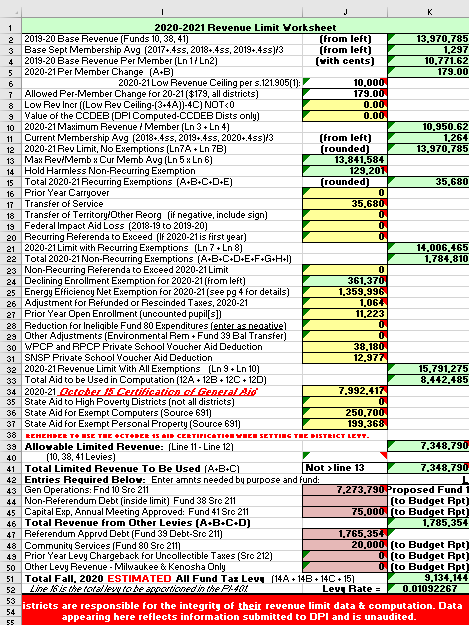 I J K
1 2020-2021 Revenue Limit Worksheet
2 2019-20 Base Revenue (Funds 10, 38, 41) (from left) 13,970,785
3 Base Sept Membership Avg (2017+.4ss, 2018+.4ss, 2019+.4ss)/3 (from left) 1,297
4 2019-20 Base Revenue Per Member (Ln 1 / Ln2) (with cents) 10,771.62
5 2020-21 Per Member Change (A+B) 179.00
6 2020-21 Low Revenue Ceiling per s.121.905(1): 10,000
7 Allowed Per-Member Change for 20-21 ($179, all districts) 179.00
8 Low Rev Incr ((Low Rev Ceiling-(3+4A))-4C) NOT<0 0.00
9 Value of the CCDEB (DPI Computed-CCDEB Dists only) 0.00
10 2020-21 Maximum Revenue / Member (Ln 3 + Ln 4) 10,950.62
11 Current Membership Avg (2018+.4ss, 2019+.4ss, 2020+.4ss)/3 (from left) 1,264
12 2020-21 Rev Limit, No Exemptions (Ln7A + Ln 7B) (rounded) 13,970,785
13 Max Rev/Memb x Cur Memb Avg (Ln 5 x Ln 6) 13,841,584
14 Hold Harmless Non-Recurring Exemption 129,201
15 Total 2020-21 Recurring Exemptions (A+B+C+D+E) (rounded) 35,680
16 Prior Year Carryover 0
17 Transfer of Service 35,680
18 Transfer of Territory/Other Reorg (if negative, include sign) 0
19 Federal Impact Aid Loss (2018-19 to 2019-20) 0
20 Recurring Referenda to Exceed (If 2020-21 is first year) 0
21 2020-21 Limit with Recurring Exemptions (Ln 7 + Ln 8) 14,006,465
22 Total 2020-21 Non-Recurring Exemptions (A+B+C+D+E+F+G+H+I) 1,784,810
23 Non-Recurring Referenda to Exceed 2020-21 Limit 0
24 Declining Enrollment Exemption for 2020-21 (from left) 361,370
25 Energy Efficiency Net Exemption for 2020-21 (see pg 4 for details) 1,359,996
26 Adjustment for Refunded or Rescinded Taxes, 2020-21 1,064
27 Prior Year Open Enrollment (uncounted pupil[s]) 11,223
28 Reduction for Ineligible Fund 80 Expenditures (enter as negative) 0
29 Other Adjustments (Environmental Rem + Fund 39 Bal Transfer) 0
30 WPCP and RPCP Private School Voucher Aid Deduction 38,180
31 SNSP Private School Voucher Aid Deduction 12,977
32 2020-21 Revenue Limit With All Exemptions (Ln 9 + Ln 10) 15,791,275
33 Total Aid to be Used in Computation (12A + 12B + 12C + 12D) 8,442,485
34 2020-21 October 15 Certification of General Aid 7,992,417
35 State Aid to High Poverty Districts (not all districts) 0
36 State Aid for Exempt Computers (Source 691) 250,700
37 State Aid for Exempt Personal Property (Source 691) 199,368
38 REMEMBER TO USE THE OCTOBER 15 AID CERTIFICATION WHEN SETTING THE DISTRICT LEVY.
39 Allowable Limited Revenue: (Line 11 - Line 12) 7,348,790
40 (10, 38, 41 Levies)
41 Total Limited Revenue To Be Used (A+B+C) Not >line 13 7,348,790
42 Entries Required Below: Enter amnts needed by purpose and fund: L
43 Gen Operations: Fnd 10 Src 211 7,273,790 Proposed Fund 1
44 Non-Referendum Debt (inside limit) Fund 38 Src 211 0 (to Budget Rpt)
45 Capital Exp, Annual Meeting Approved: Fund 41 Src 211 75,000 (to Budget Rpt)
46 Total Revenue from Other Levies (A+B+C+D) 1,785,354
47 Referendum Apprvd Debt (Fund 39 Debt-Src 211) 1,765,354
48 Community Services (Fund 80 Src 211) 20,000 (to Budget Rpt)
49 Prior Year Levy Chargeback for Uncollectible Taxes (Src 212) 0 (to Budget Rpt)
50 Other Levy Revenue - Milwaukee & Kenosha Only 0 (to Budget Rpt)
51 Total Fall, 2020 ESTIMATED All Fund Tax Levy (14A + 14B + 14C + 15) 9,134,144
52 Line 16 is the total levy to be apportioned in the PI-401. Levy Rate = 0.01092267
53 istricts are responsible for the integrity of their revenue limit data & computation. Data
54 appearing here reflects information submitted to DPI and is unaudited.
55